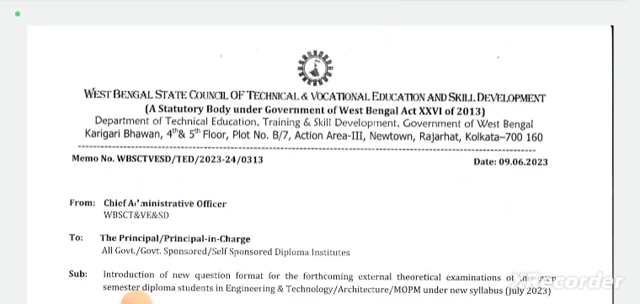 WEST BENGAL STATE COUNCIL OF TECHNICAL & VOCATIONAL EDUCATION AND SKILL DEVELOPMENT
(A Statutory Body under Government of West Bengal Act XXVI of 2013)
Department of Technical Education, Training & Skill Development, Government of West Bengal
Karigari Bhawan, 4th & 5th Floor, Plot No. B/7, Action Area-III, Newtown, Rajarhat, Kolkata–700 160
Memo No. WBSCTVESD/TED/2023-24/0313 Date: 09.06.2023
From: Chief Administrative Officer
WBSCT&VE&SD
To: The Principal/Principal-in-Charge
All Govt./Govt. Sponsored/Self Sponsored Diploma Institutes
Sub: Introduction of new question format for the forthcoming external theoretical examinations of
semester diploma students in Engineering & Technology/Architecture/MOPM under new syllabus (July 2023)
XRecorder